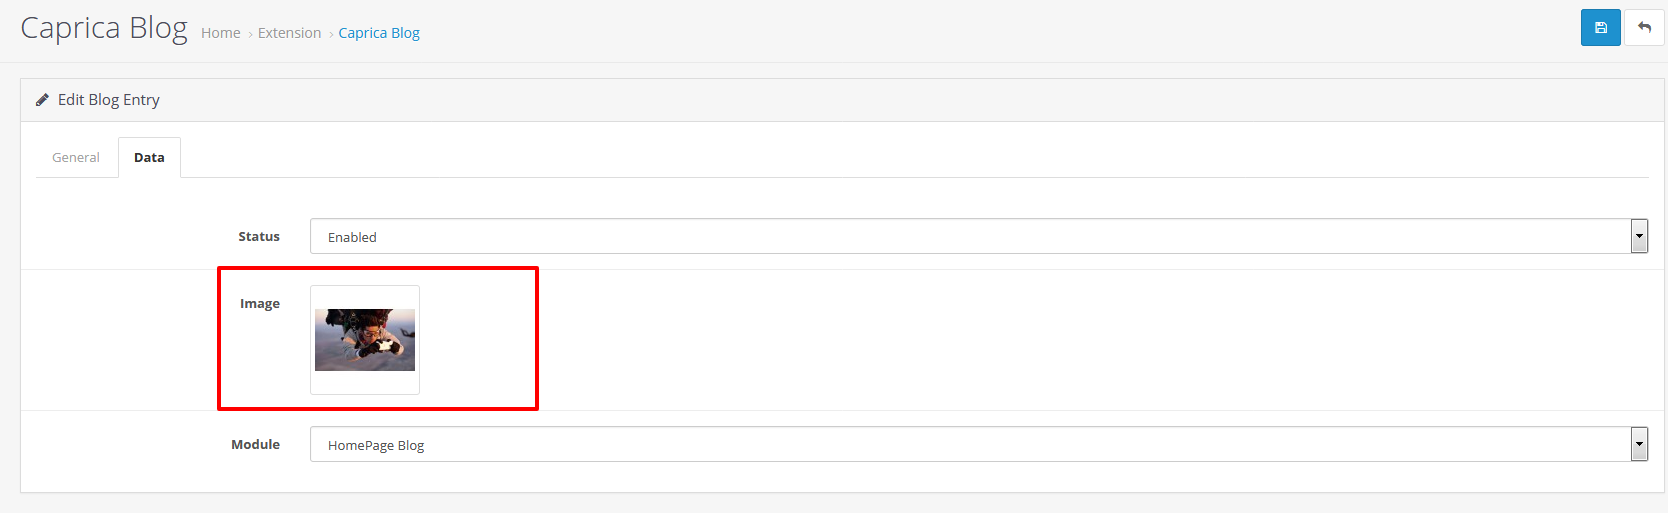 Caprica Blog Home › Extension › Caprica Blog
Edit Blog Entry
General Data
Status Enabled
Image
Module HomePage Blog